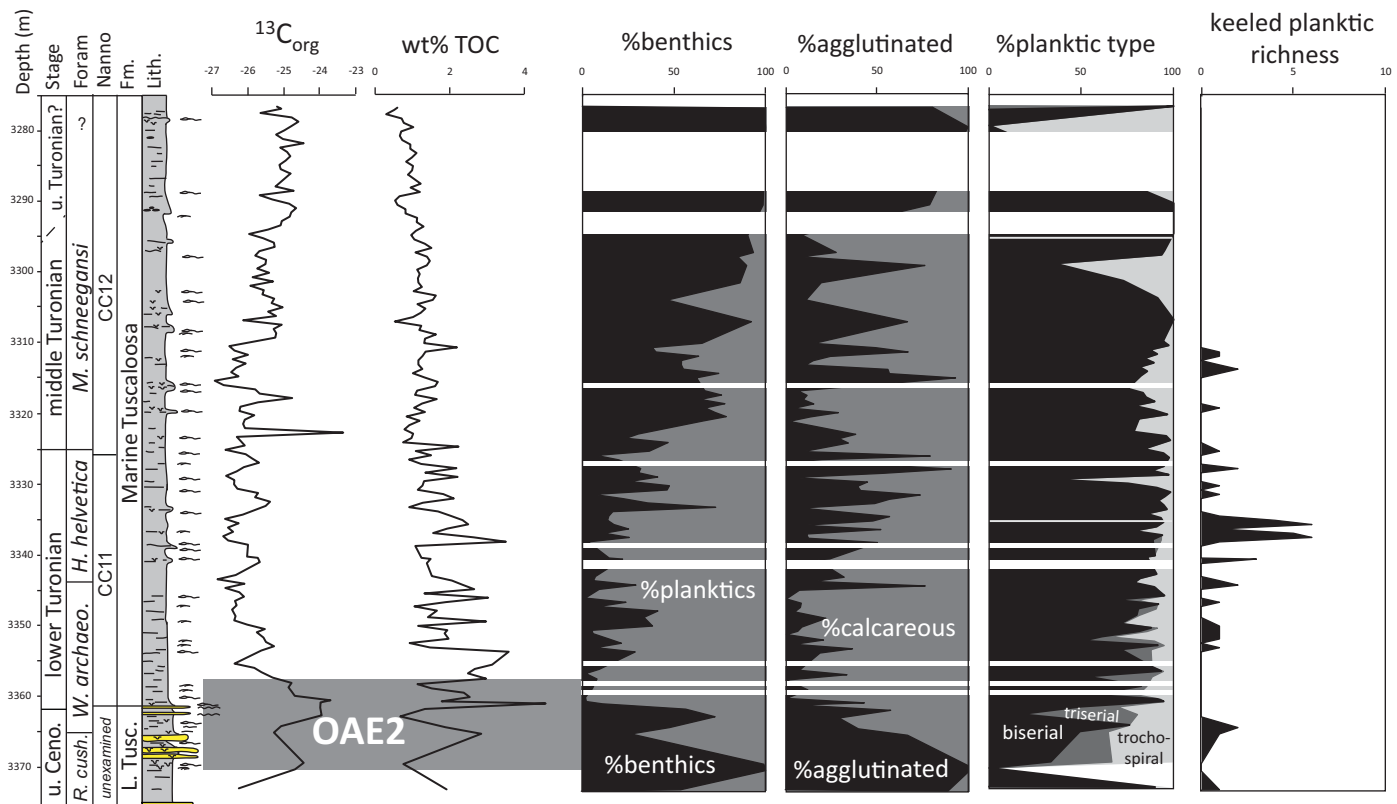 Depth (m)
Stage
Foram
Nanno
Fm.
Lith.
13Corg
wt% TOC
%benthics
%agglutinated
%planktic type
keeled planktic
richness
-27 -26 -25 -24 -23
0 2 4
0 50 100
0 50 100
0 50 100
0 5 10
3280
3290
3300
3310
3320
3330
3340
3350
3360
3370
u. Turonian?
middle Turonian
lower Turonian
u. Ceno.
?
M. schneegansi
H. helvetica
W. archaeo.
R. cush.
CC12
CC11
unexamined
Marine Tuscaloosa
L. Tusc.
OAE2
%planktics
%benthics
%calcareous
%agglutinated
triserial
biserial
trocho-
spiral